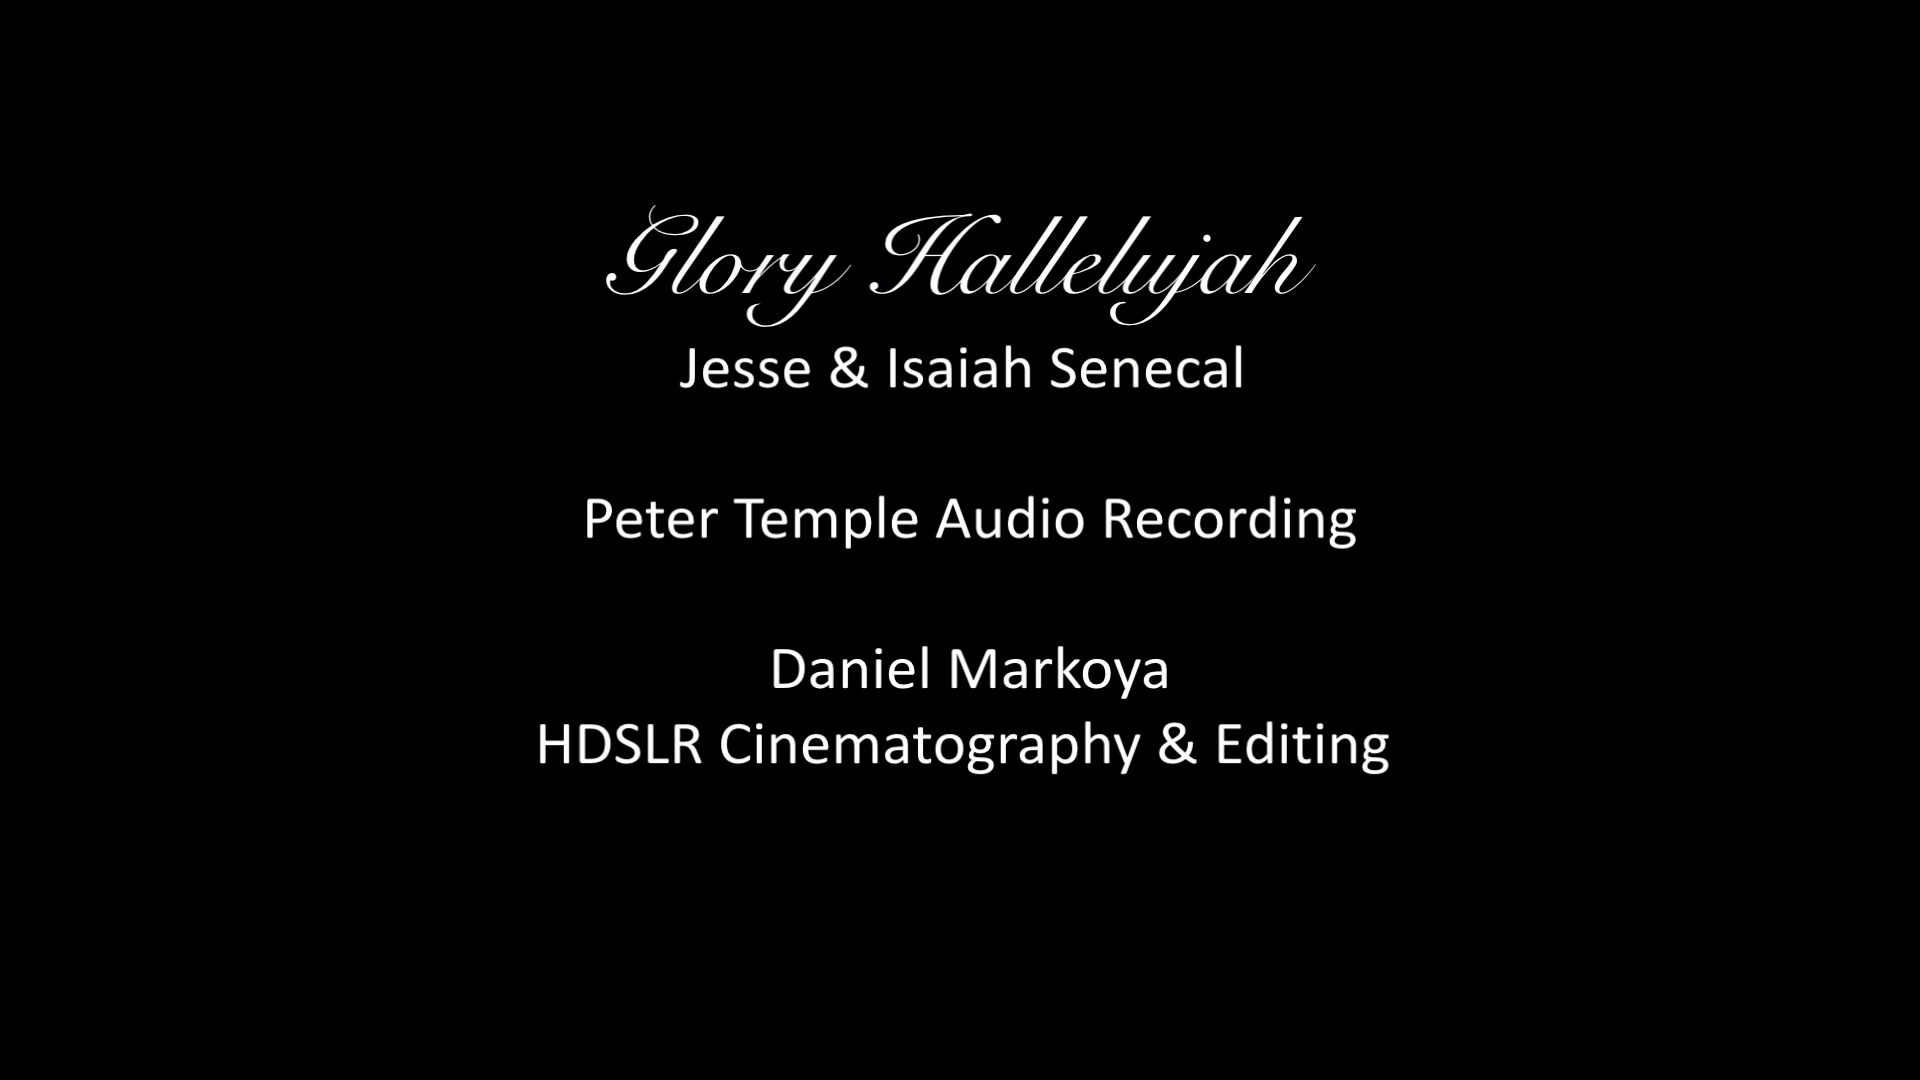 Glory Hallelujah
Jesse & Isaiah Senecal
Peter Temple Audio Recording
Daniel Markoya
HDSLR Cinematography & Editing